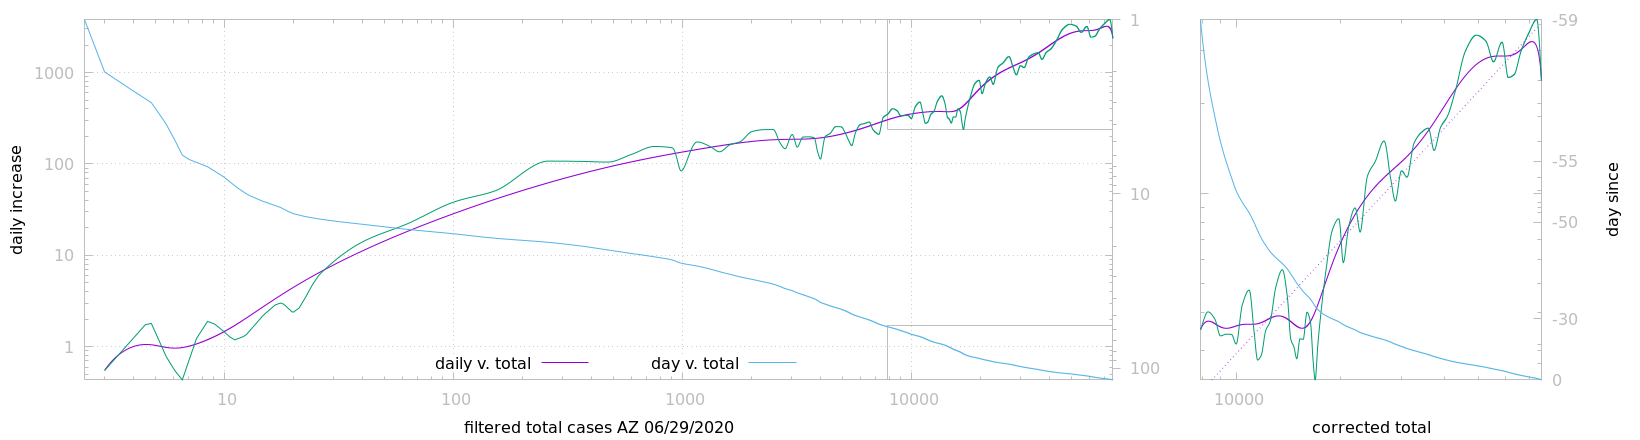 daily increase
1000
100
10
1
10
100
1000
10000
filtered total cases AZ 06/29/2020
daily v. total
day v. total
1
10
100
10000
corrected total
-59
-55
-50
-30
0
day since